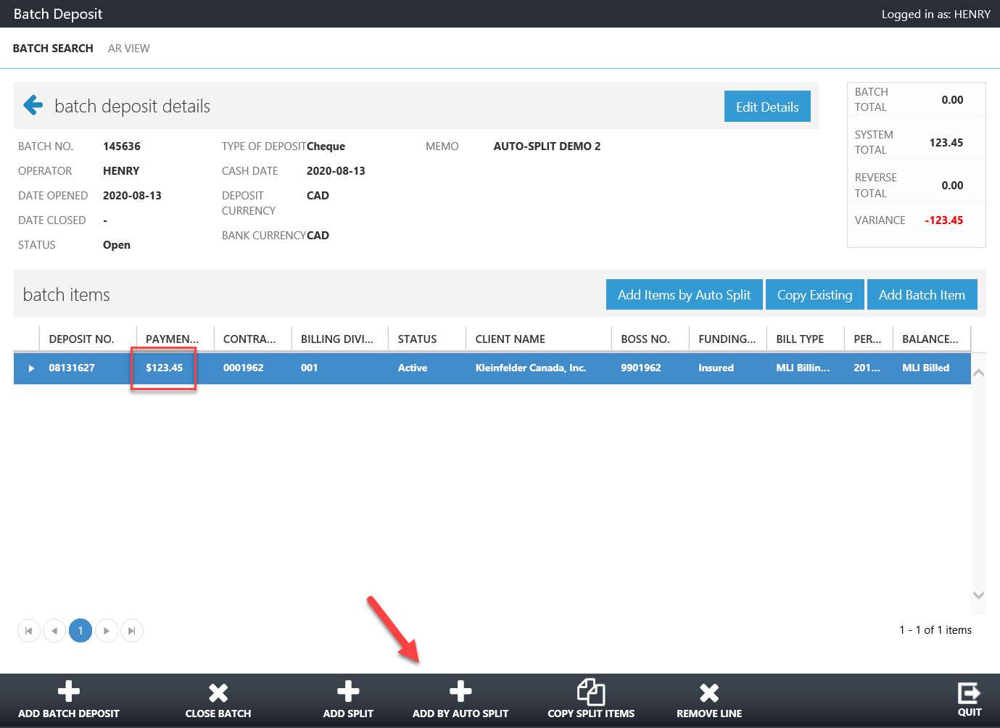 Batch Deposit
Logged in as: HENRY
BATCH SEARCH
AR VIEW
batch deposit details
Edit Details
BATCH NO. 145636
OPERATOR HENRY
DATE OPENED 2020-08-13
DATE CLOSED -
STATUS Open
TYPE OF DEPOSIT Cheque
CASH DATE 2020-08-13
DEPOSIT CURRENCY CAD
BANK CURRENCY CAD
MEMO AUTO-SPLIT DEMO 2
BATCH TOTAL 0.00
SYSTEM TOTAL 123.45
REVERSE TOTAL 0.00
VARIANCE -123.45
batch items
Add Items by Auto Split
Copy Existing
Add Batch Item
DEPOSIT NO. PAYMEN... CONTRA... BILLING DIVI... STATUS CLIENT NAME BOSS NO. FUNDING... BILL TYPE PER... BALANCE...
08131627 $123.45 0001962 001 Active Kleinfelder Canada, Inc. 9901962 Insured MLI Billin... 201... MLI Billed
1
1 - 1 of 1 items
ADD BATCH DEPOSIT
CLOSE BATCH
ADD SPLIT
ADD BY AUTO SPLIT
COPY SPLIT ITEMS
REMOVE LINE
QUIT